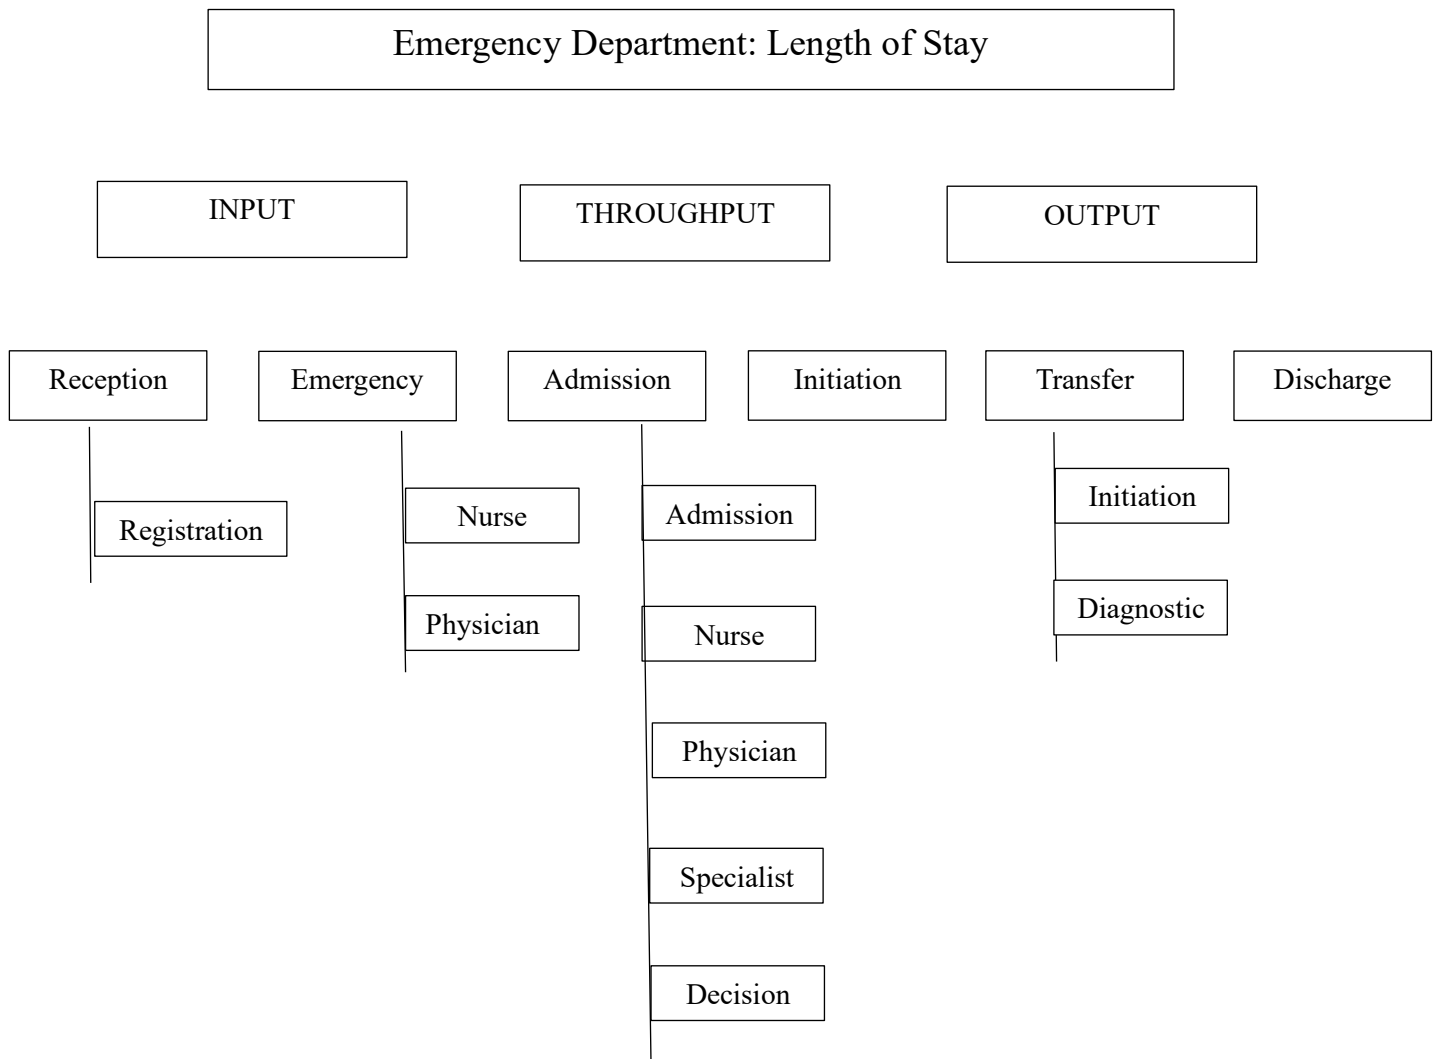 Emergency Department: Length of Stay
INPUT
THROUGHPUT
OUTPUT
Reception
Emergency
Admission
Initiation
Transfer
Discharge
Registration
Nurse
Physician
Admission
Nurse
Physician
Specialist
Decision
Initiation
Diagnostic